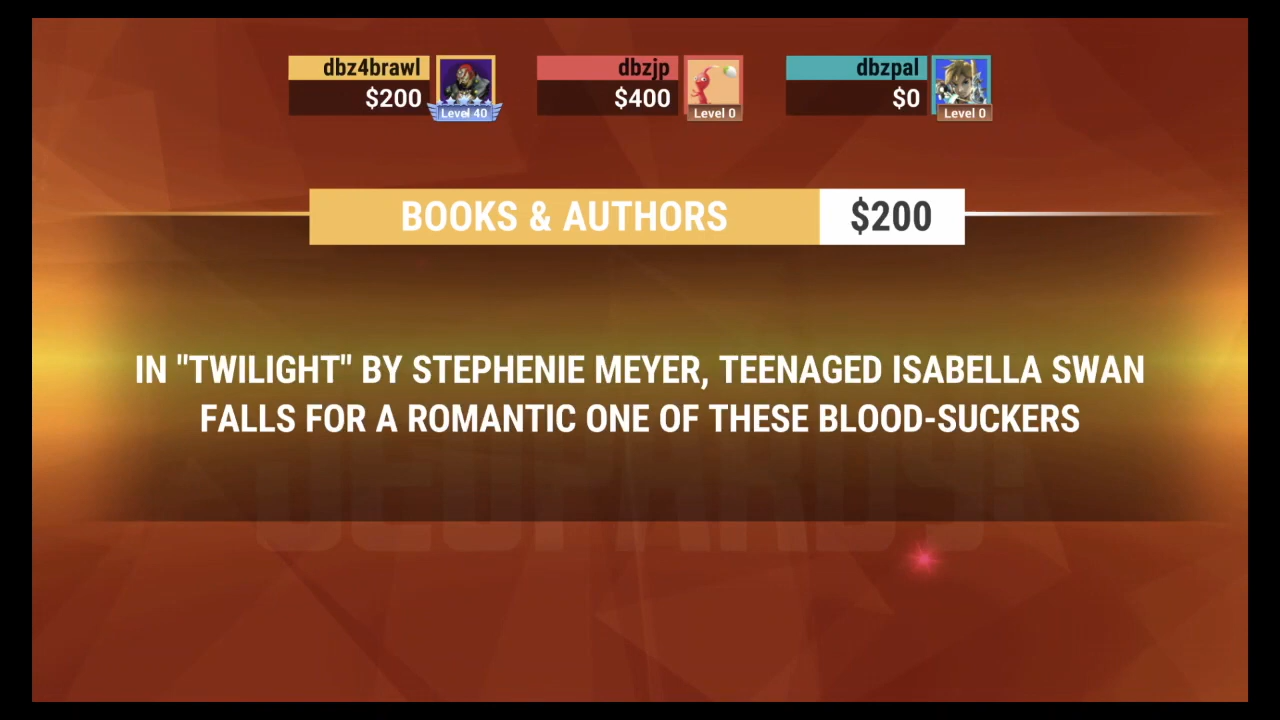 dbz4brawl
$200
Level 40
dbzjp
$400
Level 0
dbzpal
$0
Level 0
BOOKS & AUTHORS $200
IN "TWILIGHT" BY STEPHENIE MEYER, TEENAGED ISABELLA SWAN
FALLS FOR A ROMANTIC ONE OF THESE BLOOD-SUCKERS
JEOPARDY!